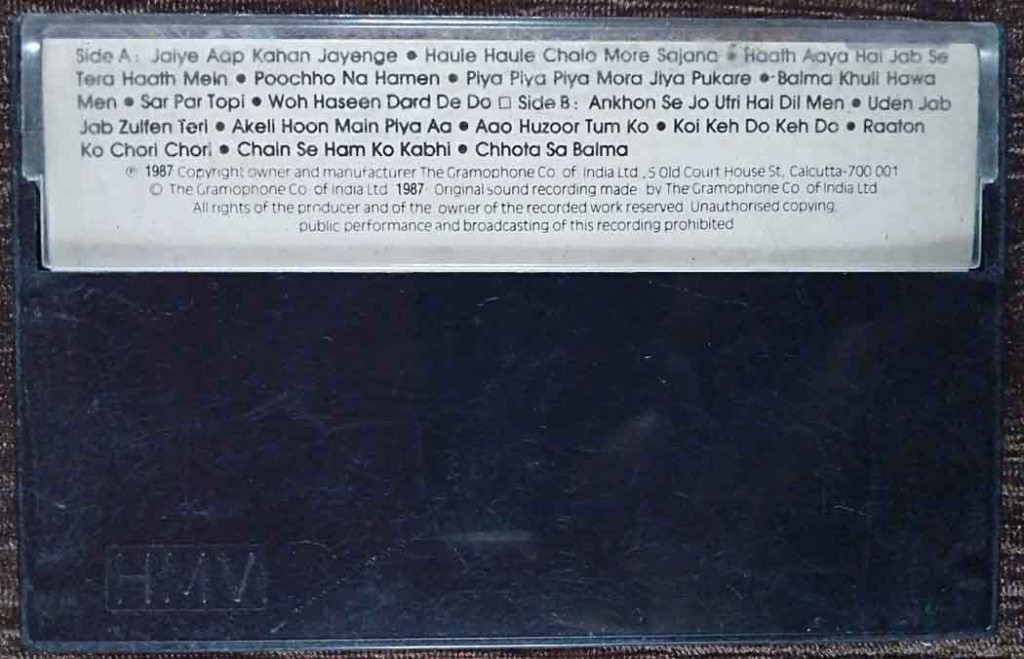 Side A: Jaiye Aap Kahan Jayenge • Haule Haule Chalo More Sajana • Haath Aaya Hai Jab Se
Tera Haath Mein • Poochho Na Hamen • Piya Piya Piya Mora Jiya Pukare • Balma Khuli Hawa
Men • Sar Par Topi • Woh Haseen Dard De Do □ Side B: Ankhon Se Jo Utri Hai Dil Men • Uden Jab
Jab Zulfen Teri • Akeli Hoon Main Piya Aa • Aao Huzoor Tum Ko • Koi Keh Do Keh Do • Raaton
Ko Chori Chori • Chain Se Ham Ko Kabhi • Chhota Sa Balma
℗ 1987 Copyright owner and manufacturer The Gramophone Co. of India Ltd., 5 Old Court House St, Calcutta-700 001
© The Gramophone Co. of India Ltd 1987 Original sound recording made by The Gramophone Co. of India Ltd
All rights of the producer and of the owner of the recorded work reserved Unauthorised copying,
public performance and broadcasting of this recording prohibited
HMV